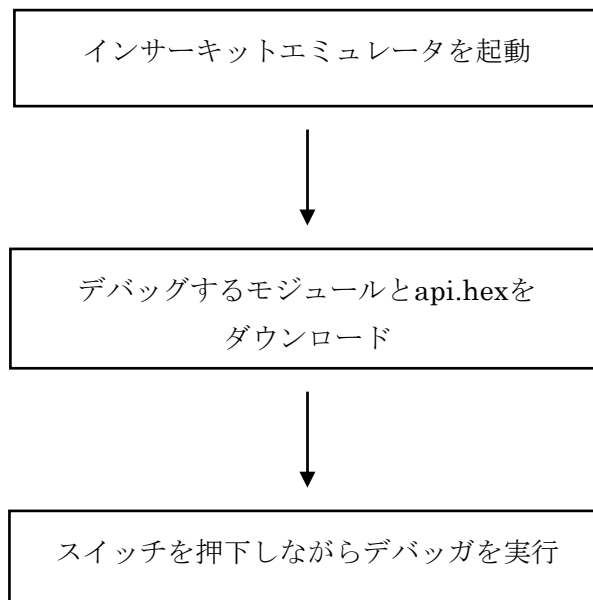 インサーキットエミュレータを起動
デバッグするモジュールとapi.hexを
ダウンロード
スイッチを押下しながらデバッガを実行